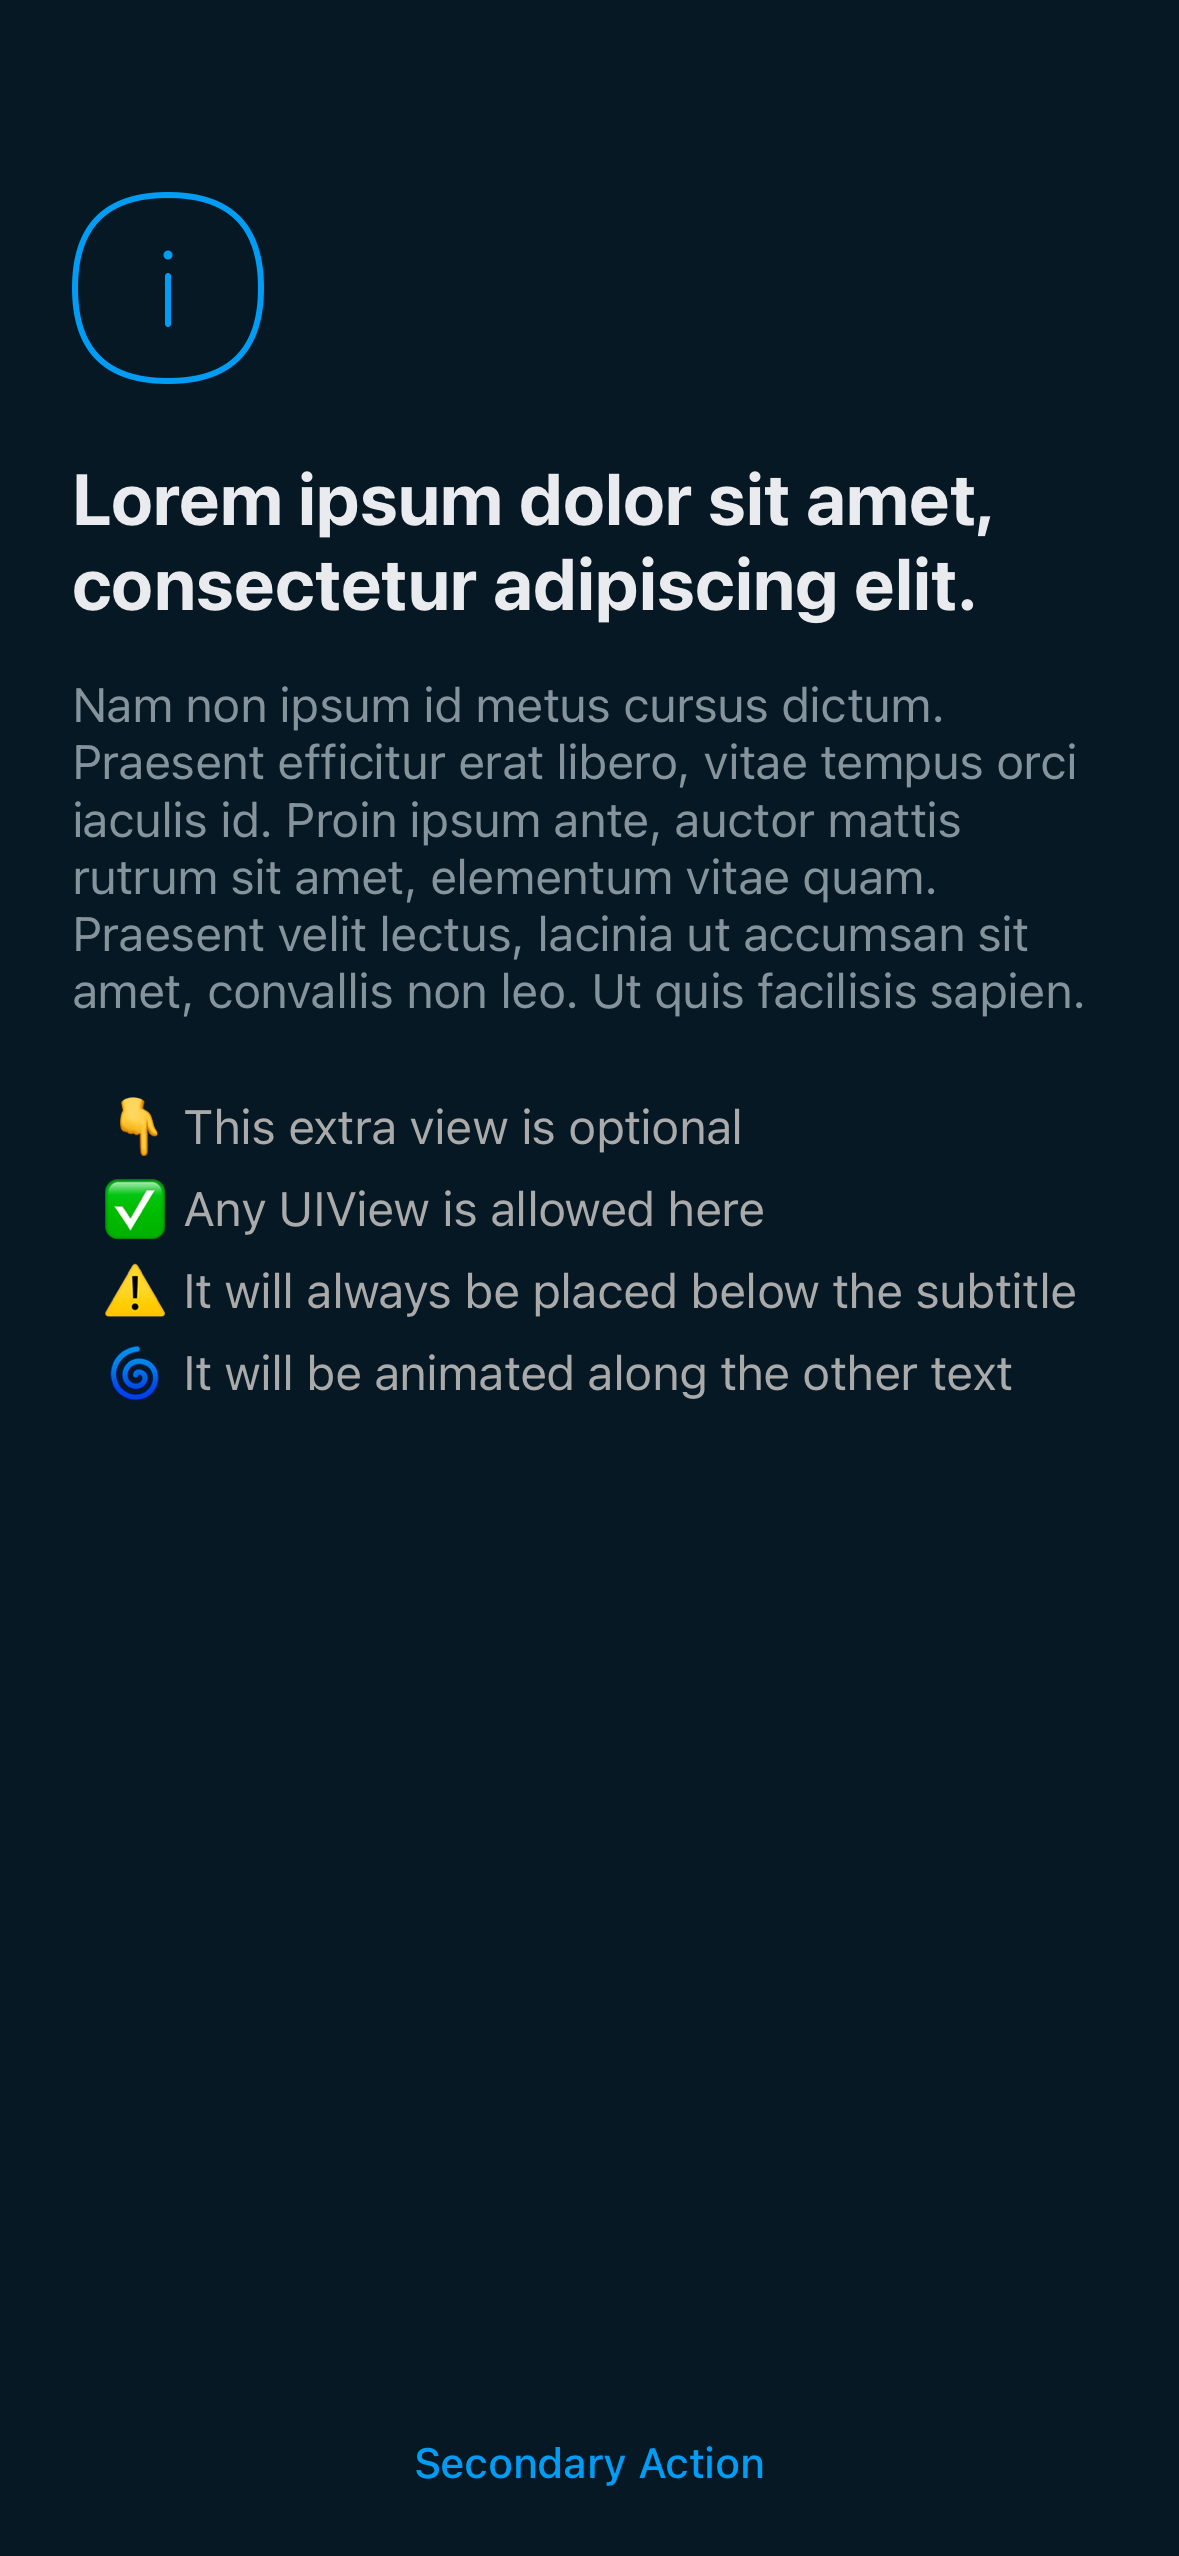 Lorem ipsum dolor sit amet,
consectetur adipiscing elit.
Nam non ipsum id metus cursus dictum.
Praesent efficitur erat libero, vitae tempus orci
iaculis id. Proin ipsum ante, auctor mattis
rutrum sit amet, elementum vitae quam.
Praesent velit lectus, lacinia ut accumsan sit
amet, convallis non leo. Ut quis facilisis sapien.
👇 This extra view is optional
✅ Any UIView is allowed here
⚠️ It will always be placed below the subtitle
🌀 It will be animated along the other text
Secondary Action